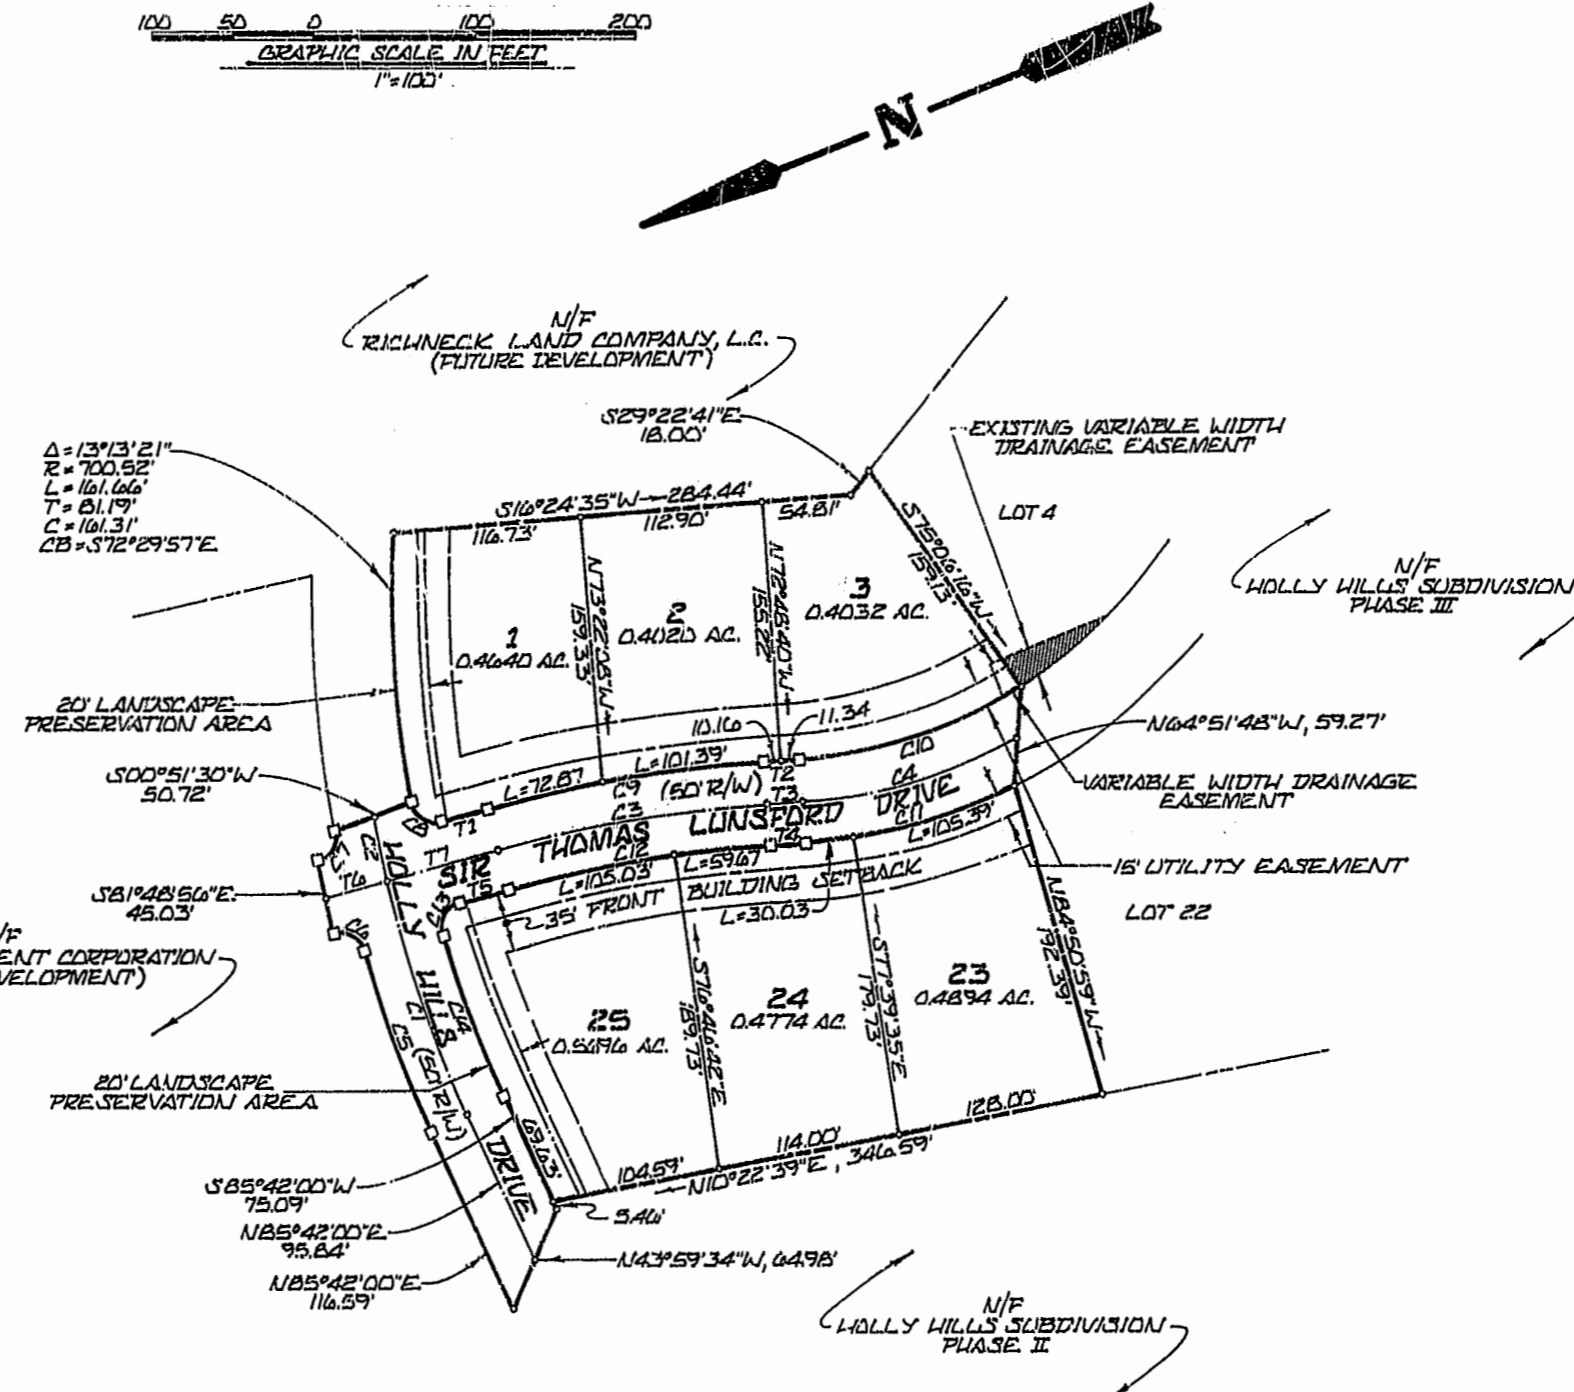 100 50 0 100 200
GRAPHIC SCALE IN FEET
1"=100'
N
N/F
RICHNECK LAND COMPANY, L.C.
(FUTURE DEVELOPMENT)
S29°22'41"E
18.00'
EXISTING VARIABLE WIDTH
DRAINAGE EASEMENT
Δ=13°13'21"
R=700.52'
L=161.66'
T=81.19'
C=161.31'
CB=S72°29'57"E
S16°24'35"W 284.44'
116.73'
112.90'
54.81'
S75°06'16"W
159.13'
LOT 4
N/F
HOLLY HILLS SUBDIVISION
PHASE III
N73°22'08"W
159.33'
N72°48'40"W
155.22'
1
0.4640 AC.
2
0.4020 AC.
3
0.4032 AC.
20' LANDSCAPE
PRESERVATION AREA
10.16
11.34
N64°51'48"W, 59.27'
S00°51'30"W
50.72'
L=72.87
L=101.39'
C9
(50' R/W)
T2
C10
T3
C4
VARIABLE WIDTH DRAINAGE
EASEMENT
T1
C3
C2
C7
T7
T6
SIR THOMAS LUNSFORD DRIVE
T4
C11
L=105.39'
C12
L=105.03'
L=59.67'
T5
C13
S81°48'56"E
45.03'
35' FRONT BUILDING SETBACK
L=30.03
15' UTILITY EASEMENT
LOT 22
N84°50'59"W
192.39'
/F
ENT CORPORATION
VELOPMENT)
HOLLY HILLS DRIVE
C1
C5
(50' R/W)
C14
25
0.5696 AC.
24
0.4774 AC.
23
0.4894 AC.
S76°46'42"E
189.73'
S77°39'35"E
179.73'
20' LANDSCAPE
PRESERVATION AREA
69.63'
104.59'
114.00'
128.00'
N10°22'39"E, 346.59'
S85°42'00"W
75.09'
N85°42'00"E
95.84'
N85°42'00"E
116.59'
5.46'
N43°59'34"W, 64.98'
N/F
HOLLY HILLS SUBDIVISION
PHASE II